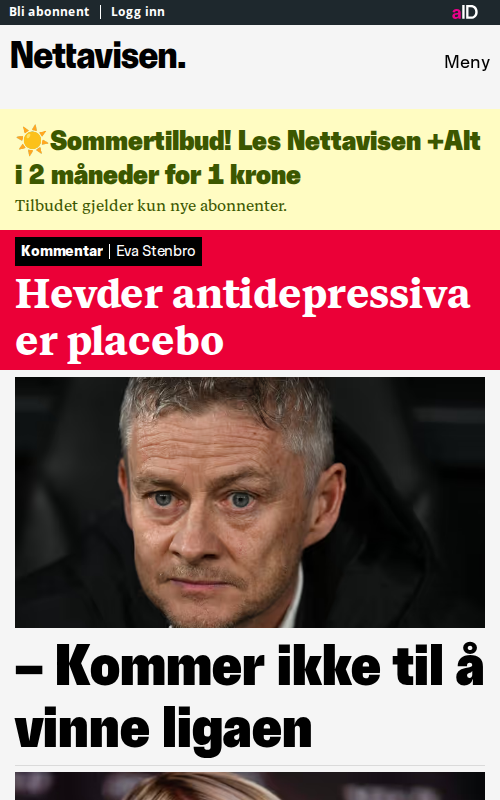 Bli abonnent | Logg inn
aID
Nettavisen.
Meny
☀️Sommertilbud! Les Nettavisen +Alt
i 2 måneder for 1 krone
Tilbudet gjelder kun nye abonnenter.
Kommentar | Eva Stenbro
Hevder antidepressiva
er placebo
– Kommer ikke til å
vinne ligaen